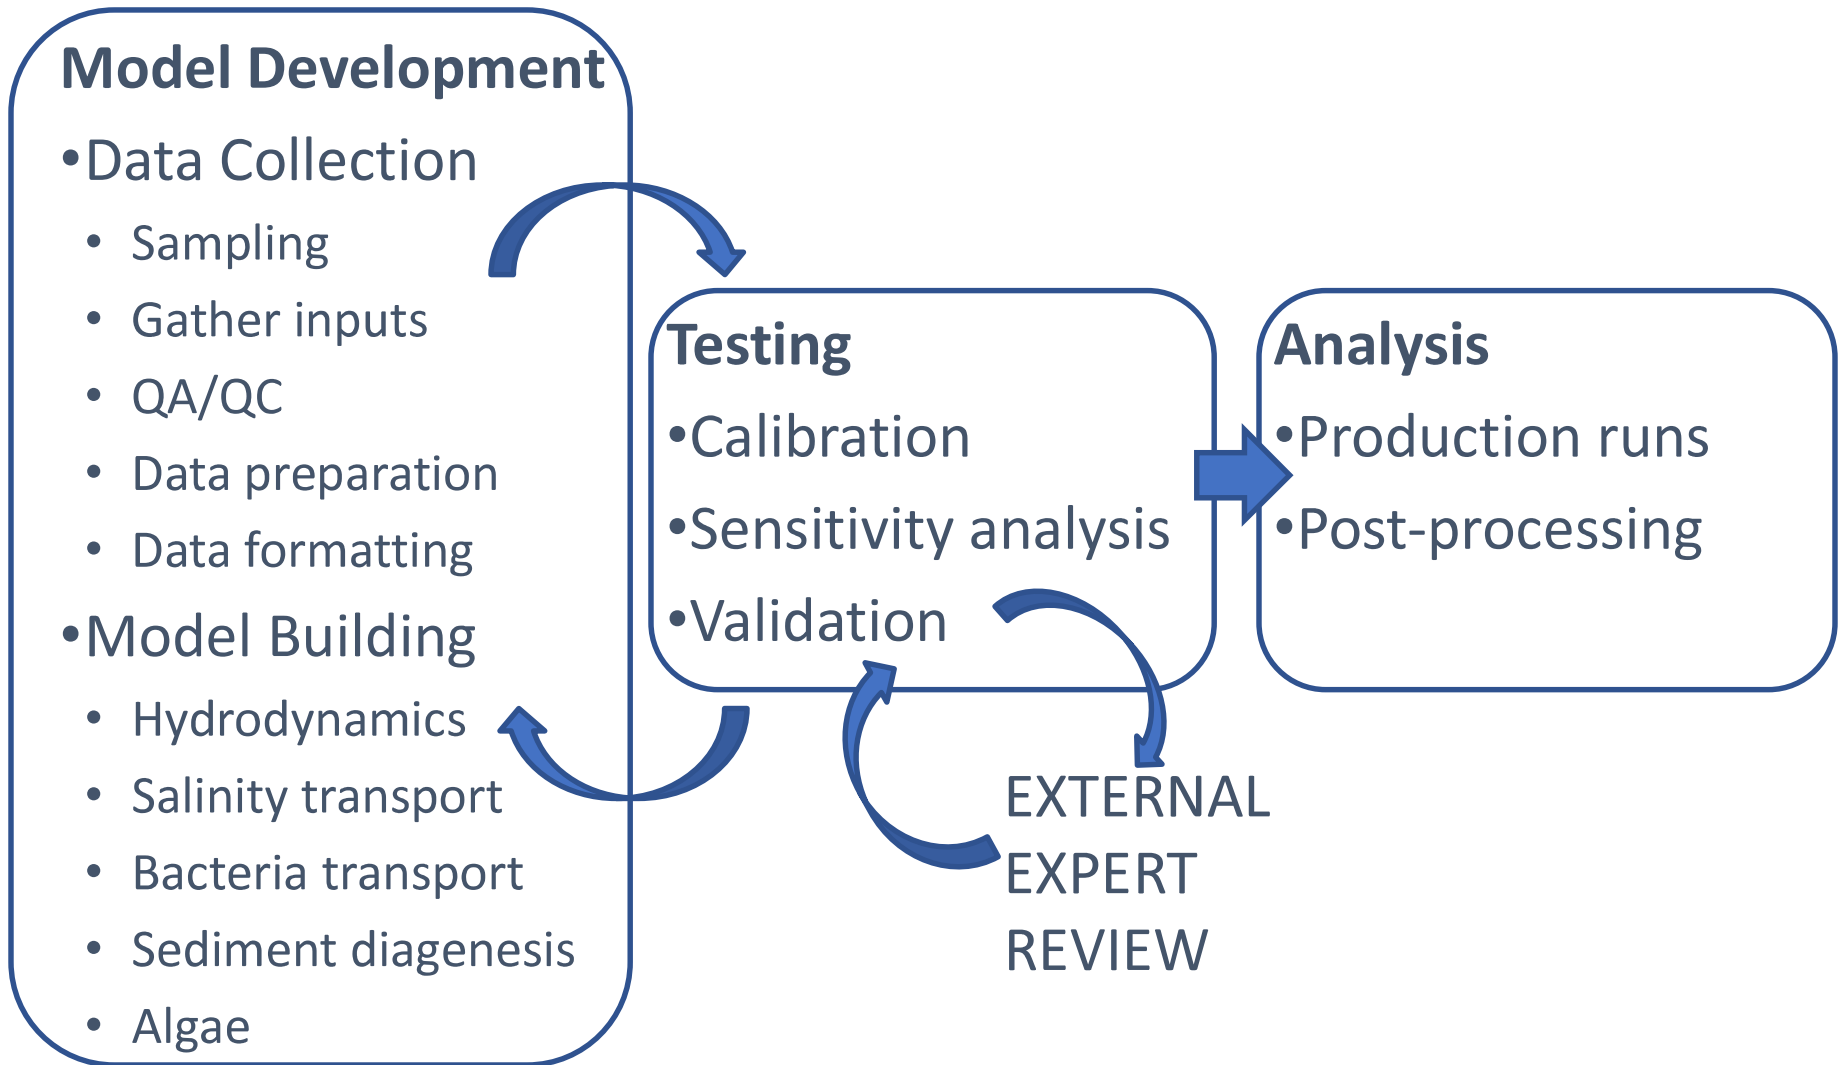 Model Development
•Data Collection
• Sampling
• Gather inputs
• QA/QC
• Data preparation
• Data formatting
•Model Building
• Hydrodynamics
• Salinity transport
• Bacteria transport
• Sediment diagenesis
• Algae
Testing
•Calibration
•Sensitivity analysis
•Validation
EXTERNAL
EXPERT
REVIEW
Analysis
•Production runs
•Post-processing